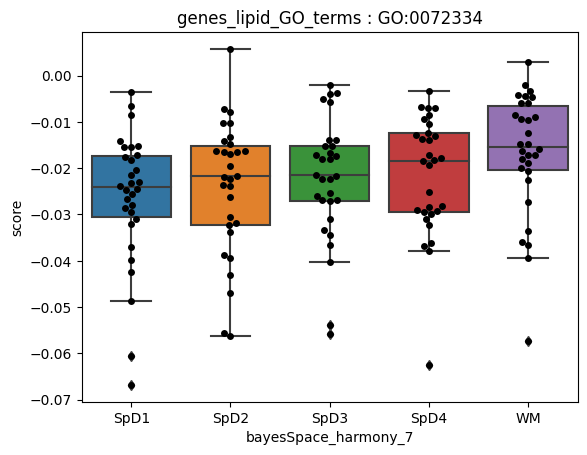 genes_lipid_GO_terms : GO:0072334
score
0.00
−0.01
−0.02
−0.03
−0.04
−0.05
−0.06
−0.07
SpD1 SpD2 SpD3 SpD4 WM
bayesSpace_harmony_7